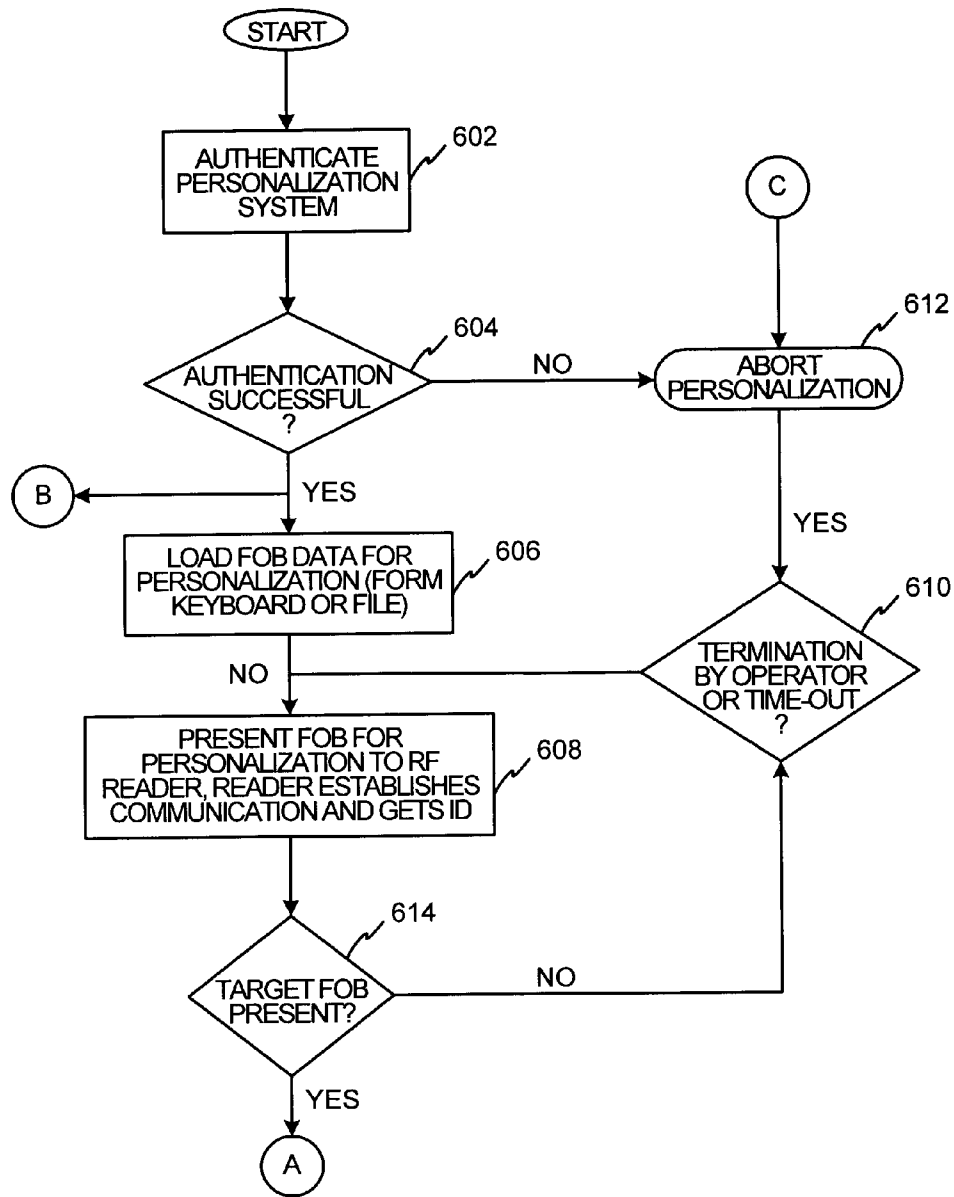 START
602
AUTHENTICATE
PERSONALIZATION
SYSTEM
C
604
612
AUTHENTICATION
SUCCESSFUL
?
NO
ABORT
PERSONALIZATION
B
YES
YES
606
LOAD FOB DATA FOR
PERSONALIZATION (FORM
KEYBOARD OR FILE)
610
TERMINATION
BY OPERATOR
OR TIME-OUT
?
NO
608
PRESENT FOB FOR
PERSONALIZATION TO RF
READER, READER ESTABLISHES
COMMUNICATION AND GETS ID
614
TARGET FOB
PRESENT?
NO
YES
A